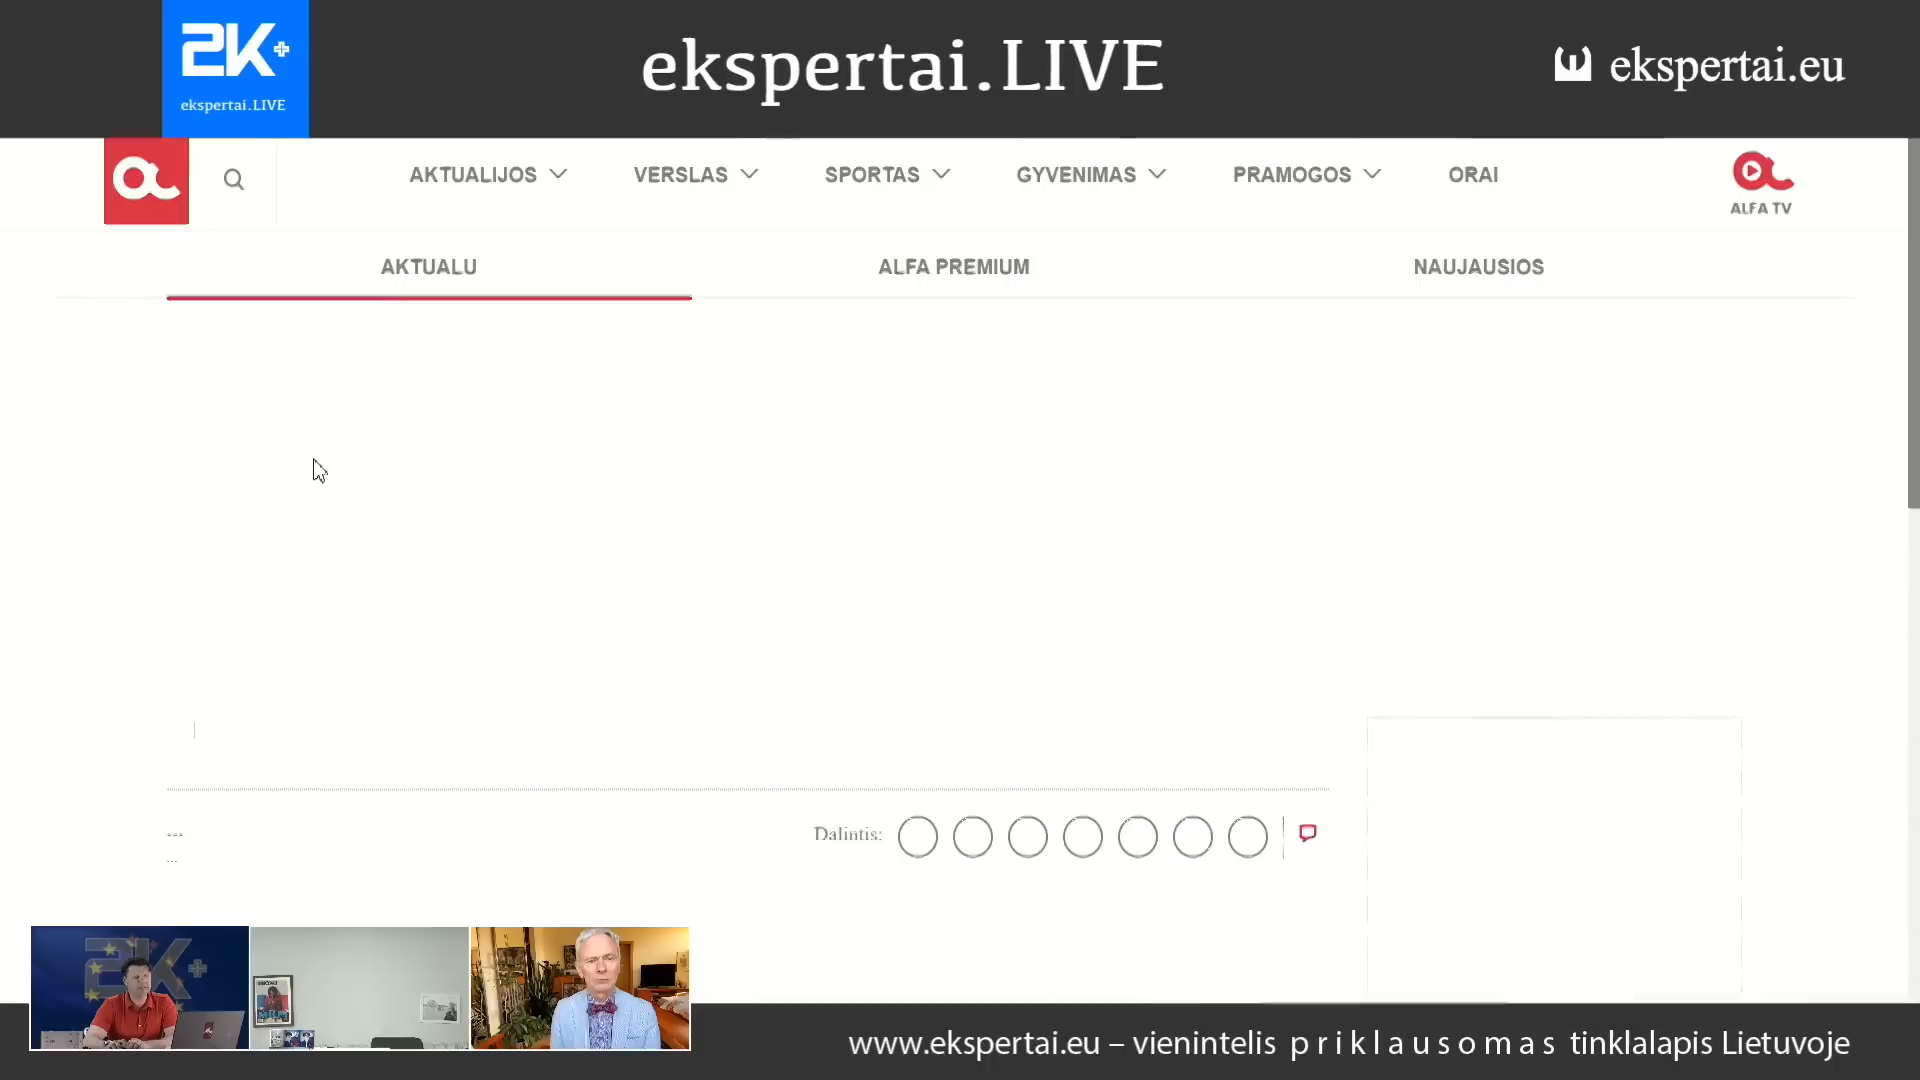 2K+
ekspertai.LIVE
ekspertai.LIVE
ekspertai.eu
AKTUALIJOS
VERSLAS
SPORTAS
GYVENIMAS
PRAMOGOS
ORAI
ALFA TV
AKTUALU
ALFA PREMIUM
NAUJAUSIOS
Dalintis:
---
...
2K+
www.ekspertai.eu – vienintelis p r i k l a u s o m a s tinklalapis Lietuvoje